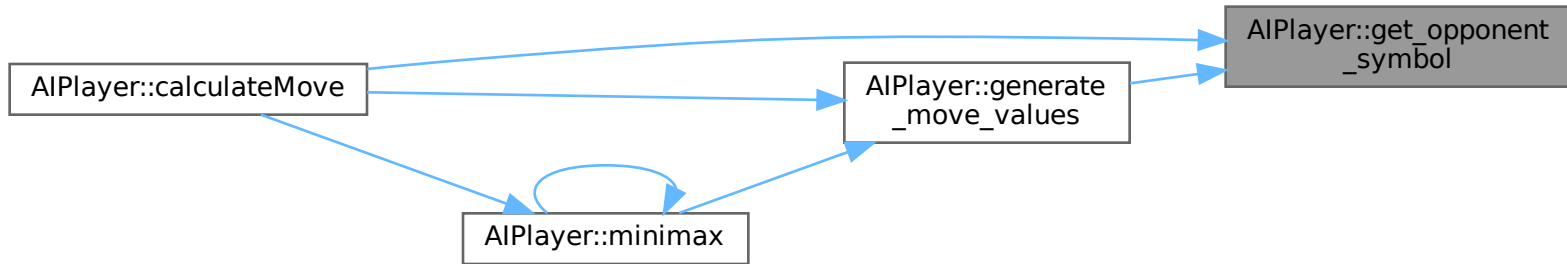 AIPlayer::get_opponent
_symbol
AIPlayer::calculateMove
AIPlayer::generate
_move_values
AIPlayer::minimax